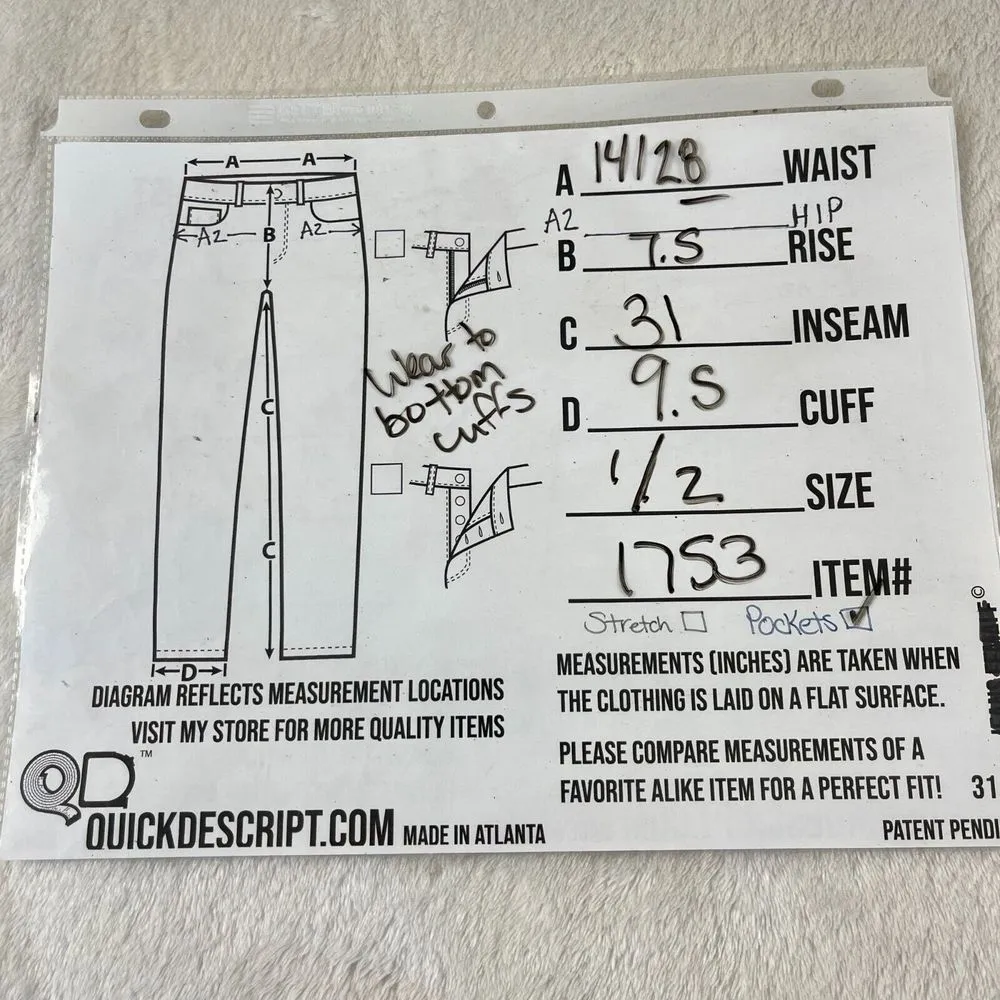 A A
A2 B A2
C
C
D
DIAGRAM REFLECTS MEASUREMENT LOCATIONS
VISIT MY STORE FOR MORE QUALITY ITEMS
QD™
QUICKDESCRIPT.COM MADE IN ATLANTA
Wear to
bottom
cuffs
A 14/28 WAIST
A2 HIP
B 7.5 RISE
C 31 INSEAM
D 9.5 CUFF
1/2 SIZE
1753 ITEM#
Stretch Pockets
MEASUREMENTS (INCHES) ARE TAKEN WHEN
THE CLOTHING IS LAID ON A FLAT SURFACE.
PLEASE COMPARE MEASUREMENTS OF A
FAVORITE ALIKE ITEM FOR A PERFECT FIT! 31
PATENT PENDI
©